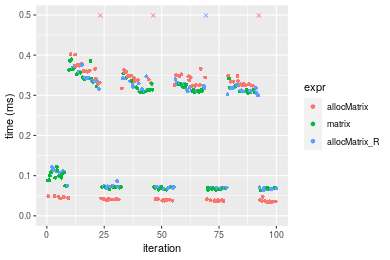 0.5
0.4
0.3
0.2
0.1
0.0
time (ms)
0
25
50
75
100
iteration
expr
allocMatrix
matrix
allocMatrix_R